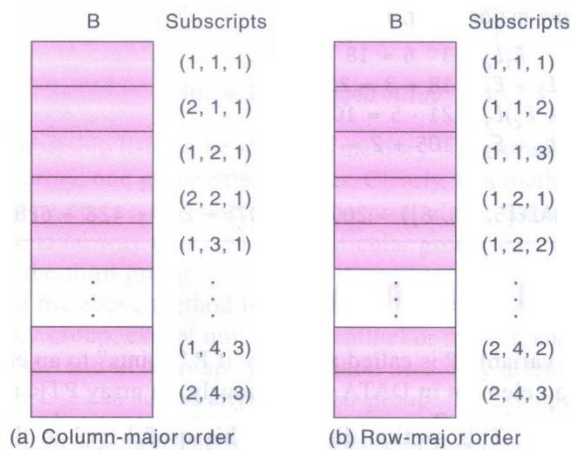 B Subscripts
(1, 1, 1)
(2, 1, 1)
(1, 2, 1)
(2, 2, 1)
(1, 3, 1)
(1, 4, 3)
(2, 4, 3)
(a) Column-major order
B Subscripts
(1, 1, 1)
(1, 1, 2)
(1, 1, 3)
(1, 2, 1)
(1, 2, 2)
(2, 4, 2)
(2, 4, 3)
(b) Row-major order